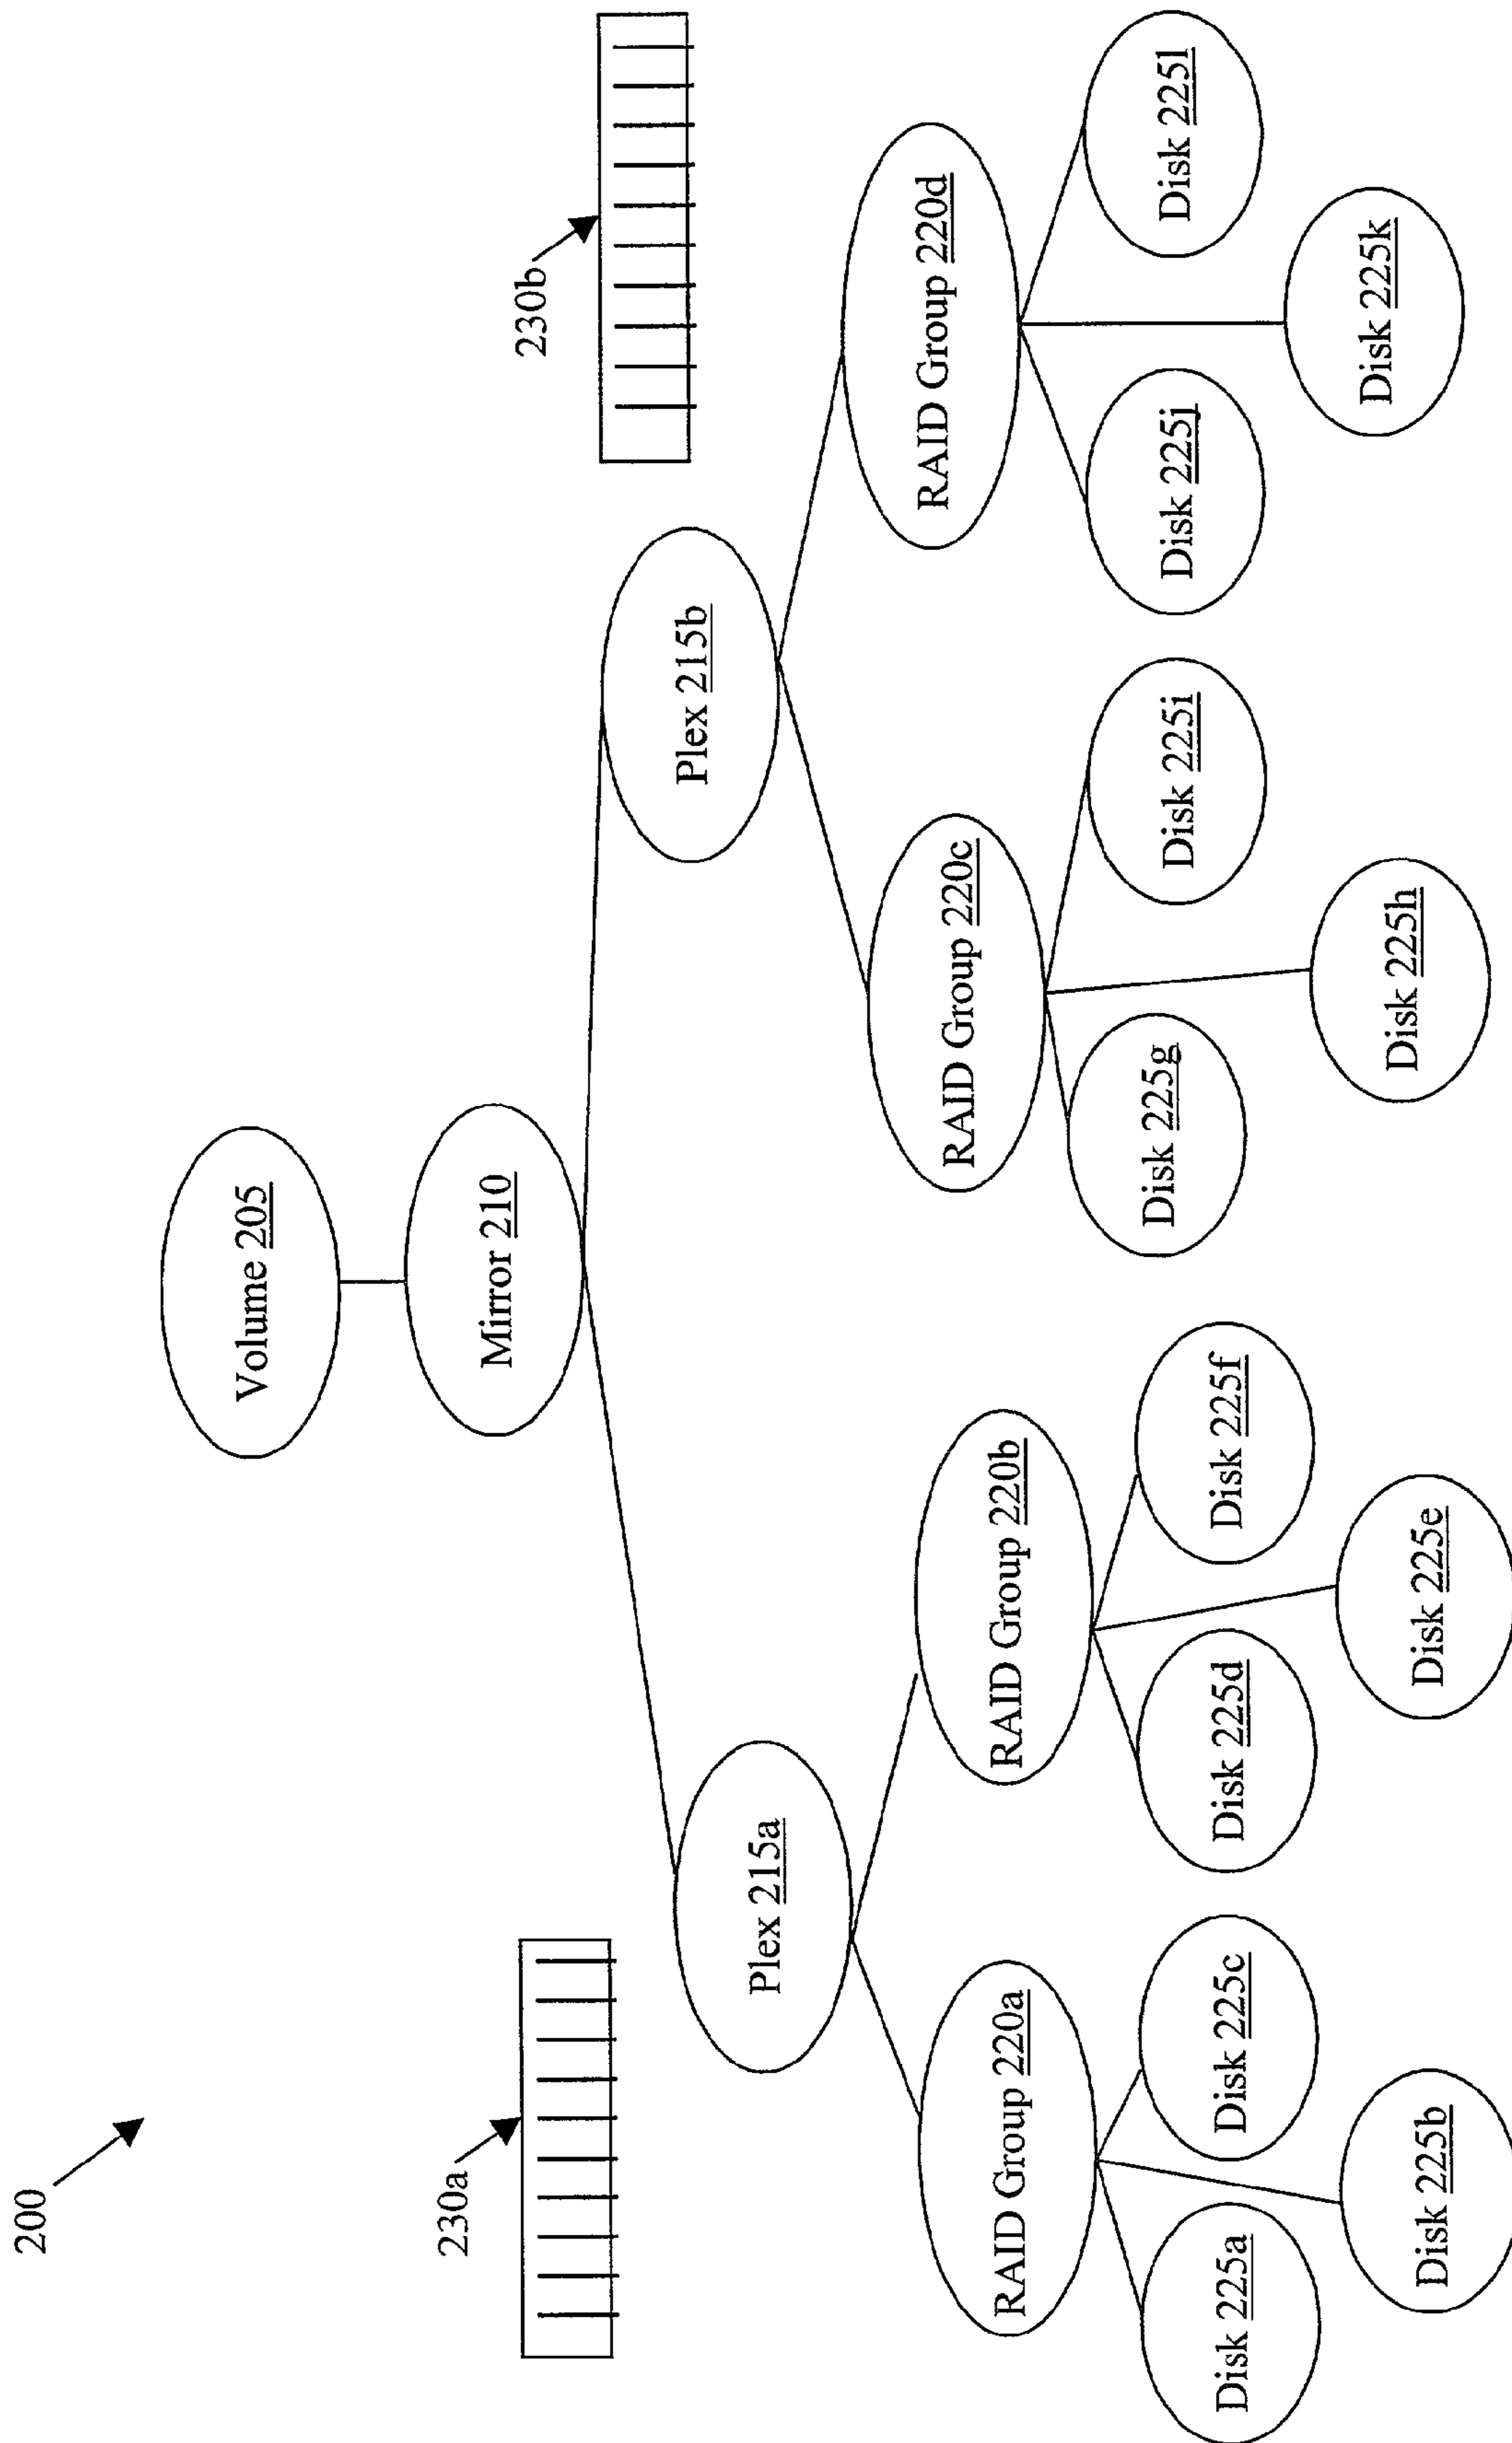 200
Volume 205
Mirror 210
230a
230b
Plex 215a
Plex 215b
RAID Group 220a
RAID Group 220b
RAID Group 220c
RAID Group 220d
Disk 225a
Disk 225c
Disk 225d
Disk 225f
Disk 225g
Disk 225i
Disk 225j
Disk 225l
Disk 225b
Disk 225e
Disk 225h
Disk 225k